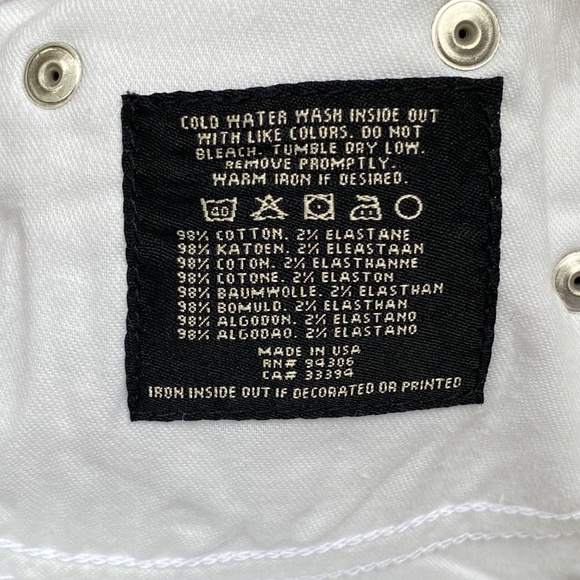 COLD WATER WASH INSIDE OUT
WITH LIKE COLORS. DO NOT
BLEACH. TUMBLE DRY LOW.
REMOVE PROMPTLY.
WARM IRON IF DESIRED.
40
98% COTTON. 2% ELASTANE
98% KATOEN. 2% ELEASTAAN
98% COTON. 2% ELASTHANNE
98% COTONE. 2% ELASTON
98% BAUMWOLLE. 2% ELASTHAN
98% BOMULD. 2% ELASTHAN
98% ALGODON. 2% ELASTANO
98% ALGODAO. 2% ELASTANO
MADE IN USA
RN# 94306
CA# 33394
IRON INSIDE OUT IF DECORATED OR PRINTED